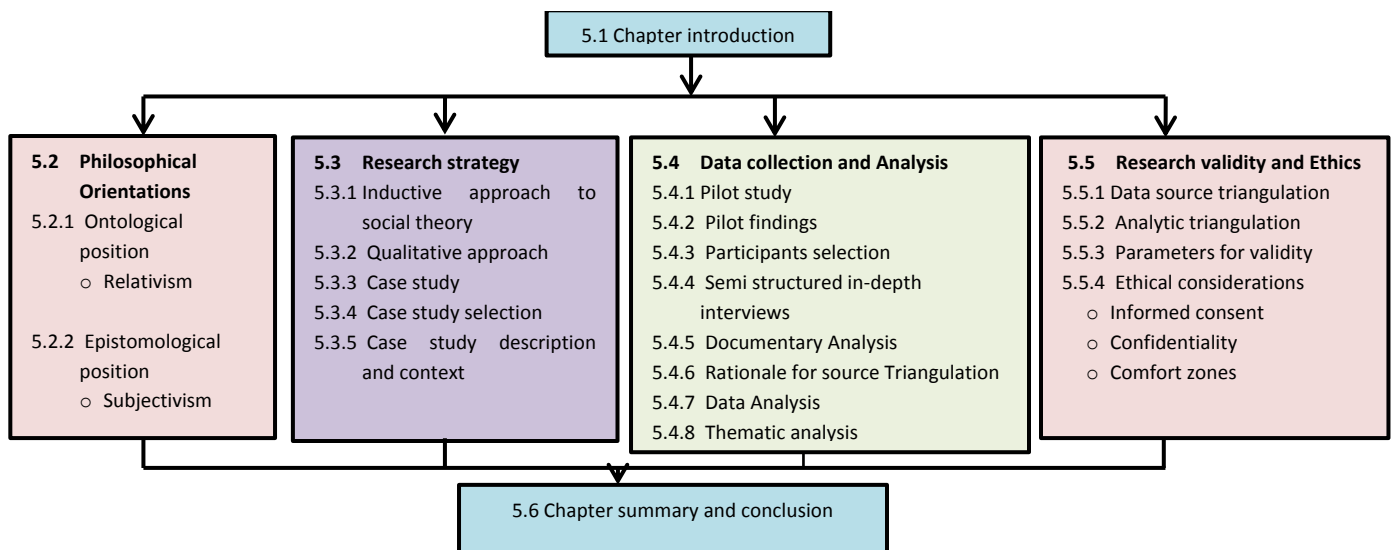 5.1 Chapter introduction
5.2 Philosophical
Orientations
5.2.1 Ontological
position
o Relativism
5.2.2 Epistomological
position
o Subjectivism
5.3 Research strategy
5.3.1 Inductive approach to
social theory
5.3.2 Qualitative approach
5.3.3 Case study
5.3.4 Case study selection
5.3.5 Case study description
and context
5.4 Data collection and Analysis
5.4.1 Pilot study
5.4.2 Pilot findings
5.4.3 Participants selection
5.4.4 Semi structured in-depth
interviews
5.4.5 Documentary Analysis
5.4.6 Rationale for source Triangulation
5.4.7 Data Analysis
5.4.8 Thematic analysis
5.5 Research validity and Ethics
5.5.1 Data source triangulation
5.5.2 Analytic triangulation
5.5.3 Parameters for validity
5.5.4 Ethical considerations
o Informed consent
o Confidentiality
o Comfort zones
5.6 Chapter summary and conclusion